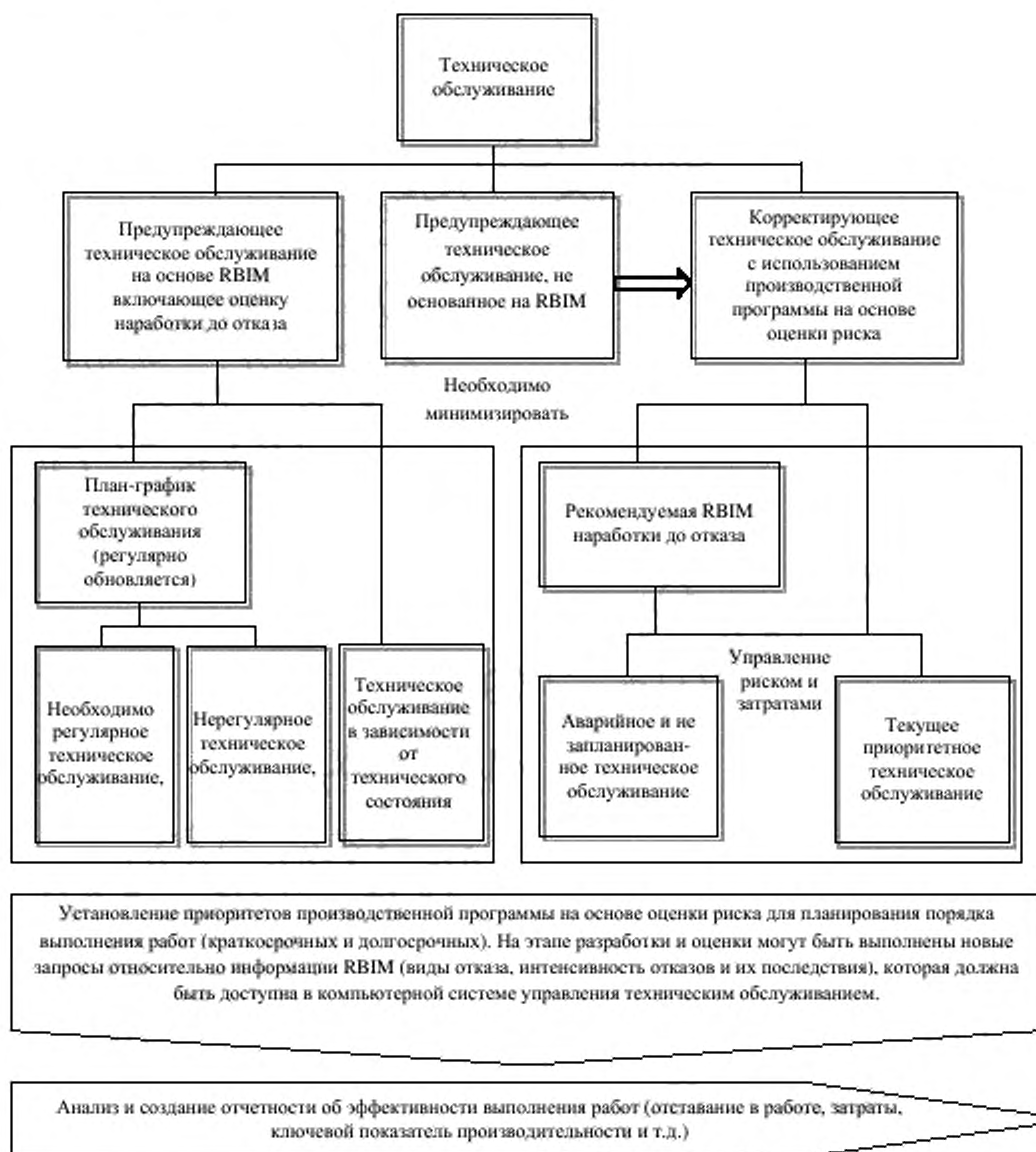 Техническое
обслуживание
Предупреждающее
техническое обслуживание
на основе RBIM
включающее оценку
наработки до отказа
Предупреждающее
техническое
обслуживание, не
основанное на RBIM
Корректирующее
техническое обслуживание
с использованием
производственной
программы на основе
оценки риска
Необходимо
минимизировать
План-график
технического
обслуживания
(регулярно
обновляется)
Рекомендуемая RBIM
наработки до отказа
Необходимо
регулярное
техническое
обслуживание,
Нерегулярное
техническое
обслуживание,
Техническое
обслуживание
в зависимости
от
технического
состояния
Управление
риском и
затратами
Аварийное и не
запланирован-
ное техническое
обслуживание
Текущее
приоритетное
техническое
обслуживание
Установление приоритетов производственной программы на основе оценки риска для планирования порядка
выполнения работ (краткосрочных и долгосрочных). На этапе разработки и оценки могут быть выполнены новые
запросы относительно информации RBIM (виды отказа, интенсивность отказов и их последствия), которая должна
быть доступна в компьютерной системе управления техническим обслуживанием.
Анализ и создание отчетности об эффективности выполнения работ (отставание в работе, затраты,
ключевой показатель производительности и т.д.)